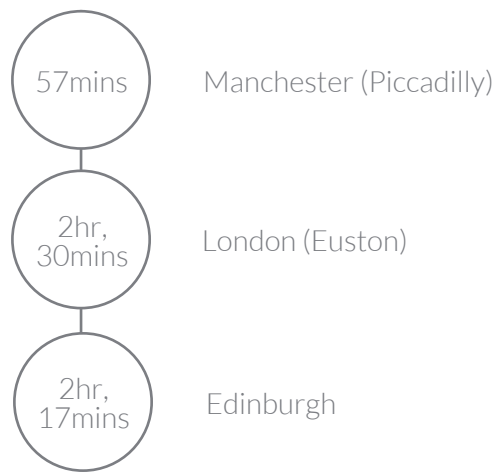 57mins
Manchester (Piccadilly)
2hr,
30mins
London (Euston)
2hr,
17mins
Edinburgh